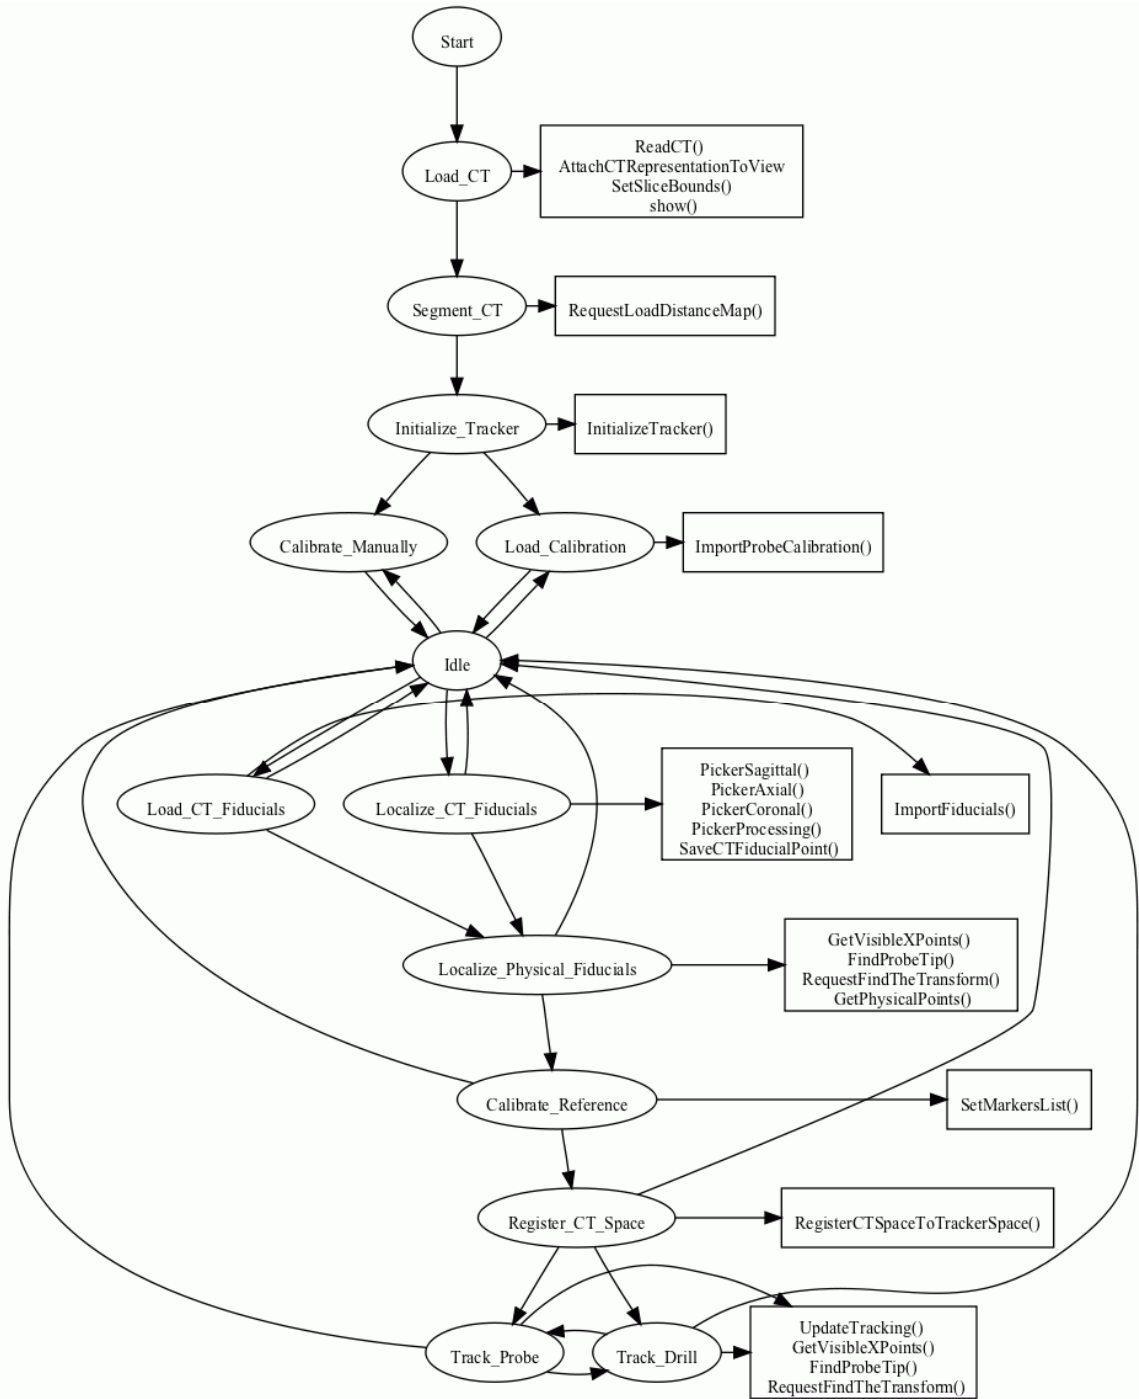 Start
Load_CT
ReadCT()
AttachCTRepresentationToView
SetSliceBounds()
show()
Segment_CT
RequestLoadDistanceMap()
Initialize_Tracker
InitializeTracker()
Calibrate_Manually
Load_Calibration
ImportProbeCalibration()
Idle
Load_CT_Fiducials
Localize_CT_Fiducials
PickerSagittal()
PickerAxial()
PickerCoronal()
PickerProcessing()
SaveCTFiducialPoint()
ImportFiducials()
Localize_Physical_Fiducials
GetVisibleXPoints()
FindProbeTip()
RequestFindTheTransform()
GetPhysicalPoints()
Calibrate_Reference
SetMarkersList()
Register_CT_Space
RegisterCTSpaceToTrackerSpace()
Track_Probe
Track_Drill
UpdateTracking()
GetVisibleXPoints()
FindProbeTip()
RequestFindTheTransform()